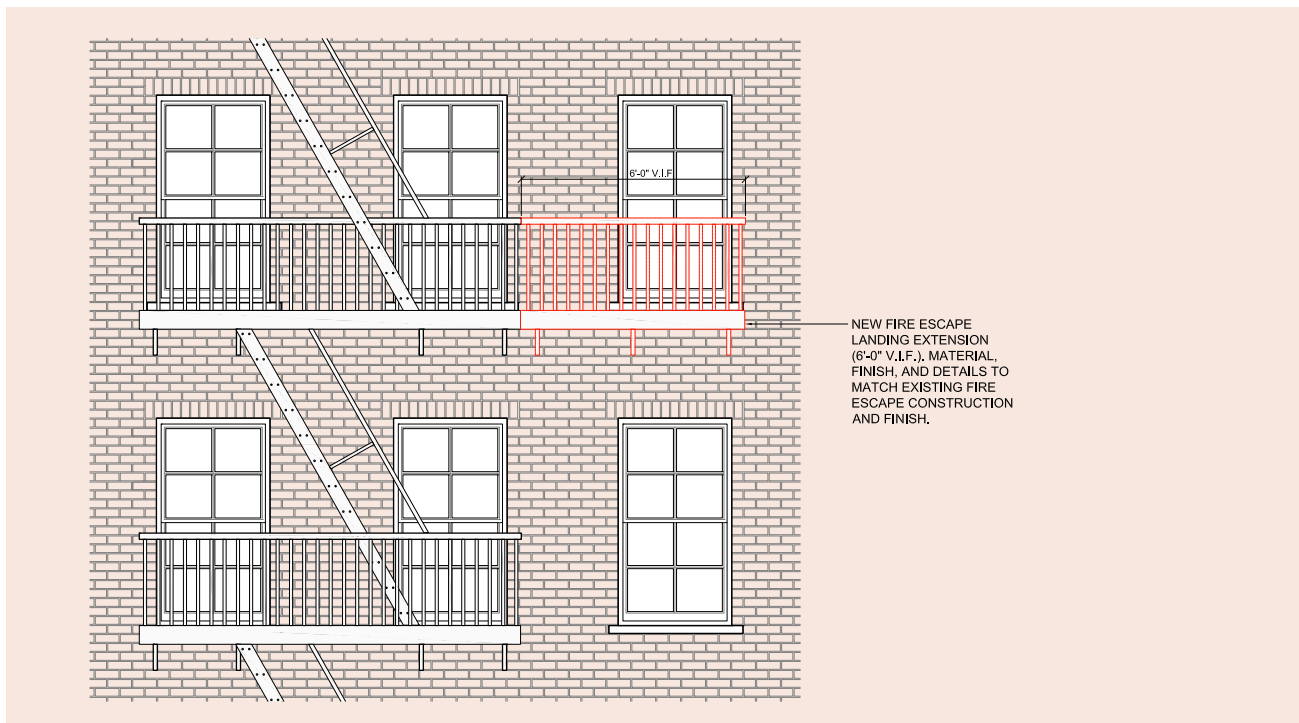 6'-0" V.I.F.
NEW FIRE ESCAPE
LANDING EXTENSION
(6'-0" V.I.F.). MATERIAL,
FINISH, AND DETAILS TO
MATCH EXISTING FIRE
ESCAPE CONSTRUCTION
AND FINISH.